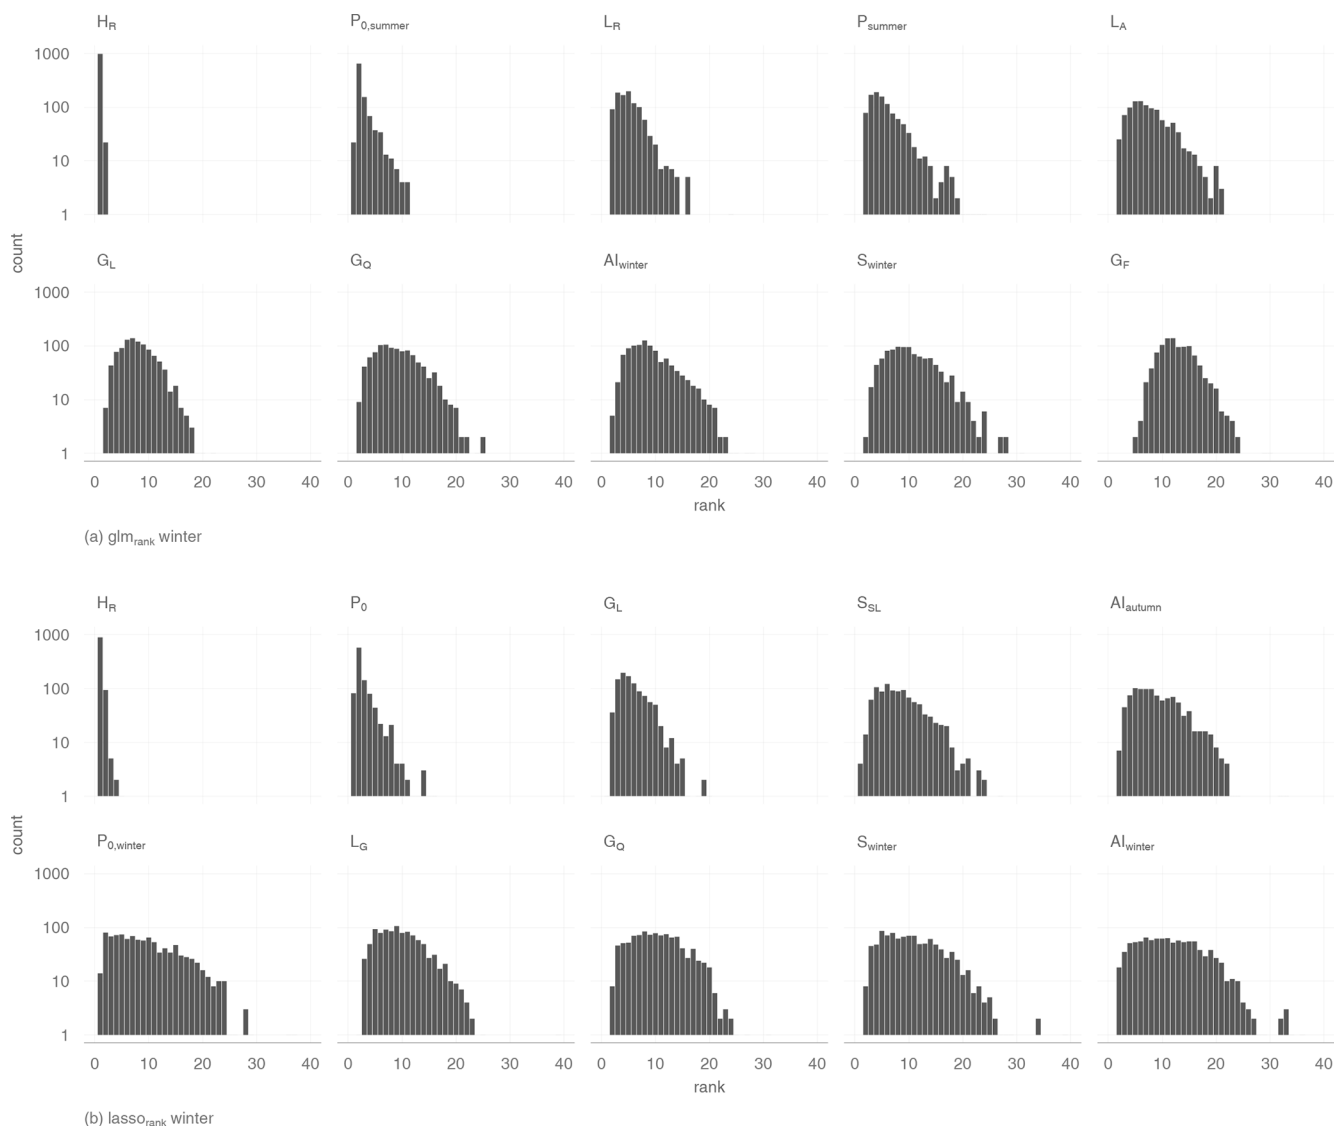 H_R P_0,summer L_R P_summer L_A
1000
100
10
1
G_L G_Q AI_winter S_winter G_F
count
1000
100
10
1
0 10 20 30 40 0 10 20 30 40 0 10 20 30 40 0 10 20 30 40 0 10 20 30 40
rank
(a) glm_rank winter
H_R P_0 G_L S_SL AI_autumn
1000
100
10
1
count
P_0,winter L_G G_Q S_winter AI_winter
1000
100
10
1
0 10 20 30 40 0 10 20 30 40 0 10 20 30 40 0 10 20 30 40 0 10 20 30 40
rank
(b) lasso_rank winter